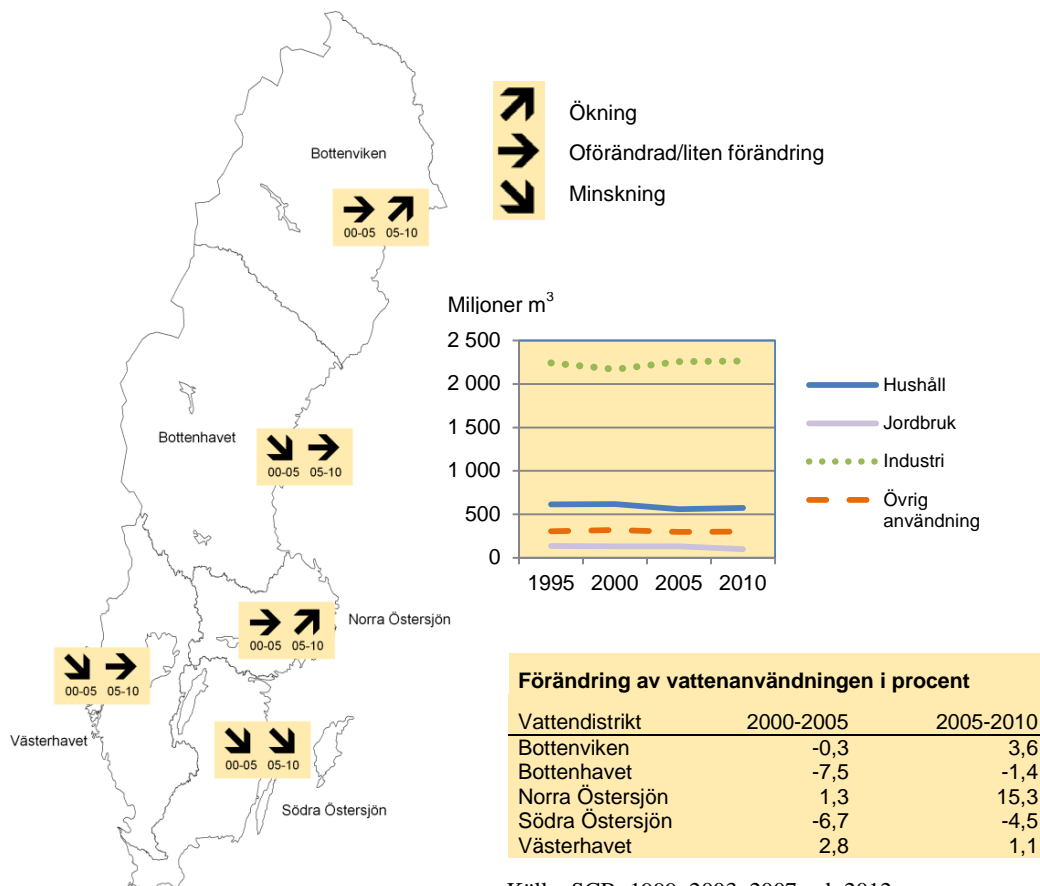 Ökning
Oförändrad/liten förändring
Minskning
Bottenviken
00-05 05-10
Bottenhavet
00-05 05-10
Norra Östersjön
00-05 05-10
Västerhavet
00-05 05-10
Södra Östersjön
00-05 05-10
Miljoner m³
2 500
2 000
1 500
1 000
500
0
1995 2000 2005 2010
Hushåll
Jordbruk
Industri
Övrig
användning
Förändring av vattenanvändningen i procent
Vattendistrikt 2000-2005 2005-2010
Bottenviken -0,3 3,6
Bottenhavet -7,5 -1,4
Norra Östersjön 1,3 15,3
Södra Östersjön -6,7 -4,5
Västerhavet 2,8 1,1